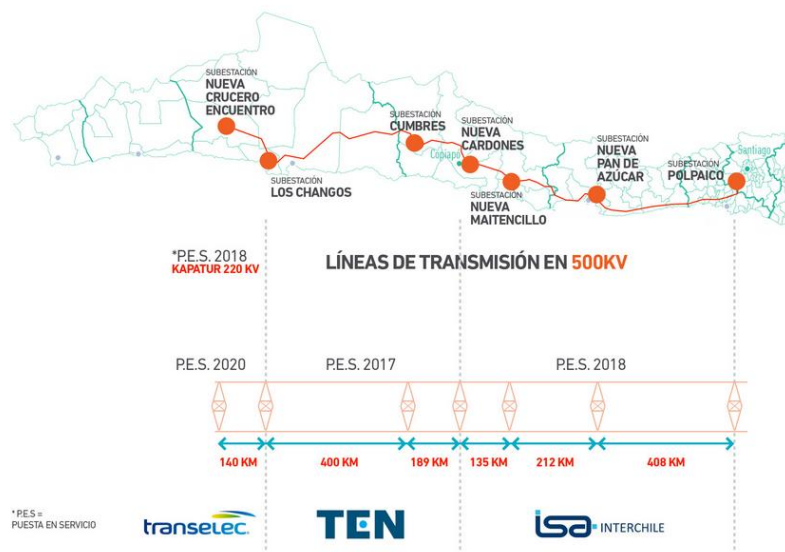 SUBESTACIÓN
NUEVA
CRUCERO
ENCUENTRO
SUBESTACIÓN
LOS CHANGOS
SUBESTACIÓN
CUMBRES
Copiapo
SUBESTACIÓN
NUEVA
CARDONES
SUBESTACIÓN
NUEVA
MAITENCILLO
SUBESTACIÓN
NUEVA
PAN DE
AZÚCAR
SUBESTACIÓN
POLPAICO
Santiago
*P.E.S. 2018
KAPATUR 220 KV
LÍNEAS DE TRANSMISIÓN EN 500KV
P.E.S. 2020
P.E.S. 2017
P.E.S. 2018
140 KM
400 KM
189 KM
135 KM
212 KM
408 KM
* P.E.S =
PUESTA EN SERVICIO
transelec
TEN
isa INTERCHILE